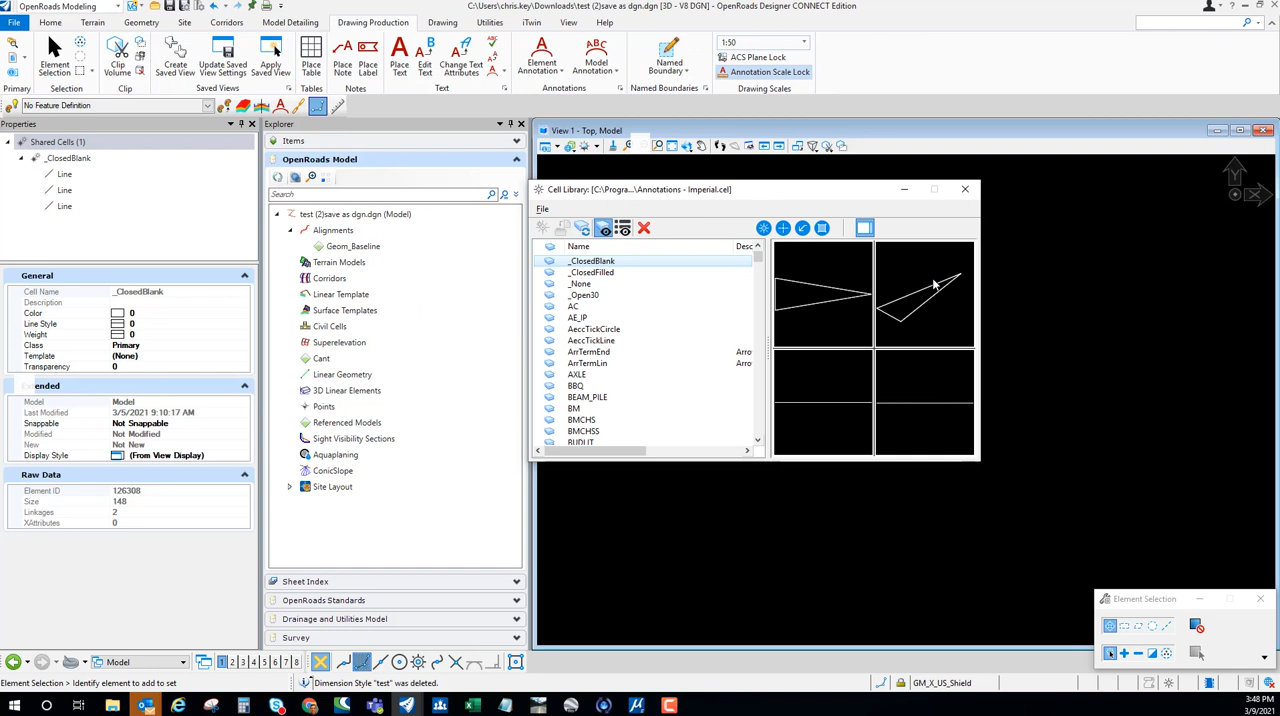 OpenRoads Modeling
C:\Users\chris.key\Downloads\test (2)save as dgn.dgn [3D - V8 DGN] - OpenRoads Designer CONNECT Edition
File Home Terrain Geometry Site Corridors Model Detailing Drawing Production Drawing Utilities iTwin View Help
Element Selection
Clip Volume
Create Saved View
Update Saved View Settings
Apply Saved View
Place Table
Place Note
Place Label
Place Text
Edit Text
Change Text Attributes
Element Annotation
Model Annotation
Named Boundary
1:50
ACS Plane Lock
Annotation Scale Lock
Primary Selection Clip Saved Views Tables Notes Text Annotations Named Boundaries Drawing Scales
No Feature Definition
Properties
Shared Cells (1)
_ClosedBlank
Line
Line
Line
General
Cell Name _ClosedBlank
Description
Color 0
Line Style 0
Weight 0
Class Primary
Template (None)
Transparency 0
ended
Model Model
Last Modified 3/5/2021 9:10:17 AM
Snappable Not Snappable
Modified Not Modified
New Not New
Display Style (From View Display)
Raw Data
Element ID 126308
Size 148
Linkages 2
XAttributes 0
Explorer
Items
OpenRoads Model
Search
test (2)save as dgn.dgn (Model)
Alignments
Geom_Baseline
Terrain Models
Corridors
Linear Template
Surface Templates
Civil Cells
Superelevation
Cant
Linear Geometry
3D Linear Elements
Points
Referenced Models
Sight Visibility Sections
Aquaplaning
ConicSlope
Site Layout
Sheet Index
OpenRoads Standards
Drainage and Utilities Model
Survey
View 1 - Top, Model
Cell Library: [C:\Progra...\Annotations - Imperial.cel]
File
Name Desc
_ClosedBlank
_ClosedFilled
_None
_Open30
AC
AE_IP
AeccTickCircle
AeccTickLine
ArrTermEnd Arro
ArrTermLin Arro
AXLE
BBQ
BEAM_PILE
BM
BMCHS
BMCHSS
BUDLIT
Element Selection
Model
1 2 3 4 5 6 7 8
Element Selection > Identify element to add to set
Dimension Style "test" was deleted.
GM_X_US_Shield
3:48 PM
3/9/2021